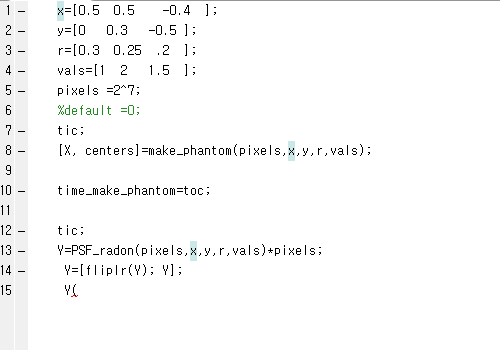 1 – x=[0.5 0.5 -0.4 ];
2 – y=[0 0.3 -0.5 ];
3 – r=[0.3 0.25 .2 ];
4 – vals=[1 2 1.5 ];
5 – pixels =2^7;
6 %default =0;
7 – tic;
8 – [X, centers]=make_phantom(pixels,x,y,r,vals);
9
10 – time_make_phantom=toc;
11
12 – tic;
13 – Y=PSF_radon(pixels,x,y,r,vals)*pixels;
14 – Y=[fliplr(Y); Y];
15 Y(